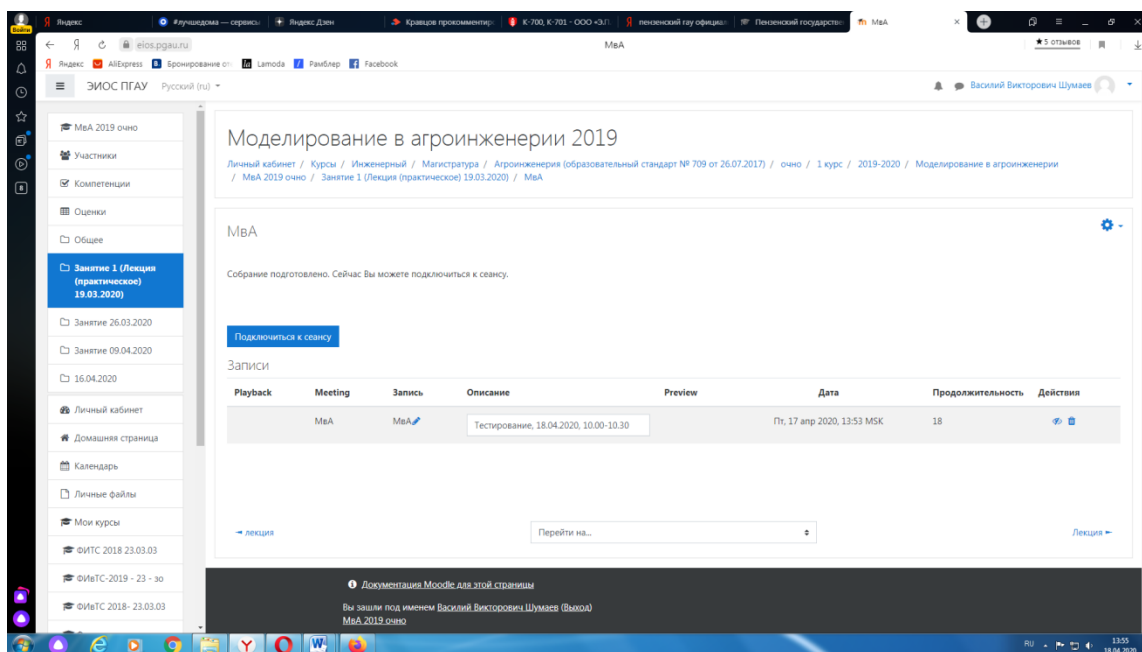 Войти
Яндекс
#лучшедома — сервисы
Яндекс Дзен
Кравцов прокомментиро
К-700, К-701 - ООО «ЭЛ
пензенский гау официал
Пензенский государстве
МвА
eios.pgau.ru
МвА
★ 5 отзывов
Яндекс
AliExpress
Бронирование от
Lamoda
Рамблер
Facebook
ЭИОС ПГАУ
Русский (ru)
Василий Викторович Шумаев
МвА 2019 очно
Участники
Компетенции
Оценки
Общее
Занятие 1 (Лекция
(практическое)
19.03.2020)
Занятие 26.03.2020
Занятие 09.04.2020
16.04.2020
Личный кабинет
Домашняя страница
Календарь
Личные файлы
Мои курсы
ФИТС 2018 23.03.03
ФИвТС-2019 - 23 - зо
ФИвТС 2018- 23.03.03
Моделирование в агроинженерии 2019
Личный кабинет / Курсы / Инженерный / Магистратура / Агроинженерия (образовательный стандарт № 709 от 26.07.2017) / очно / 1 курс / 2019-2020 / Моделирование в агроинженерии
/ МвА 2019 очно / Занятие 1 (Лекция (практическое) 19.03.2020) / МвА
МвА
Собрание подготовлено. Сейчас Вы можете подключиться к сеансу.
Подключиться к сеансу
Записи
Playback Meeting Запись Описание Preview Дата Продолжительность Действия
МвА МвА Тестирование, 18.04.2020, 10.00-10.30 Пт, 17 апр 2020, 13:53 MSK 18
◄ лекция
Перейти на...
Лекция ►
Документация Moodle для этой страницы
Вы зашли под именем Василий Викторович Шумаев (Выход)
МвА 2019 очно
RU
13:55
18.04.2020